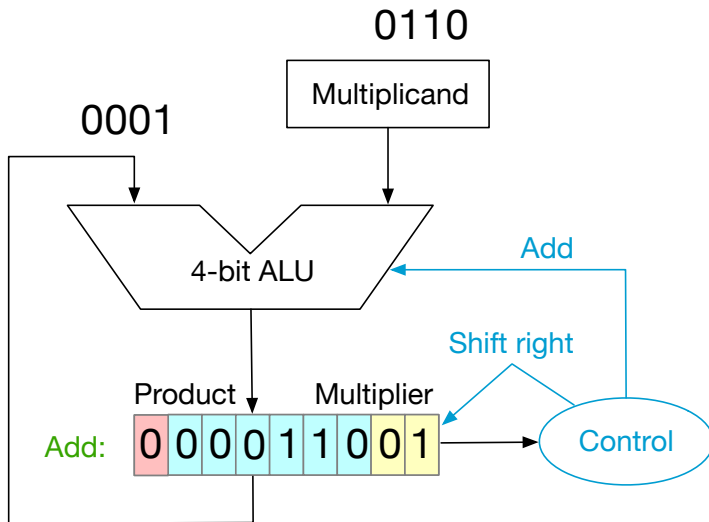 0110
Multiplicand
0001
4-bit ALU
Add
Shift right
Product
Multiplier
Add:
0 0 0 0 1 1 0 0 1
Control